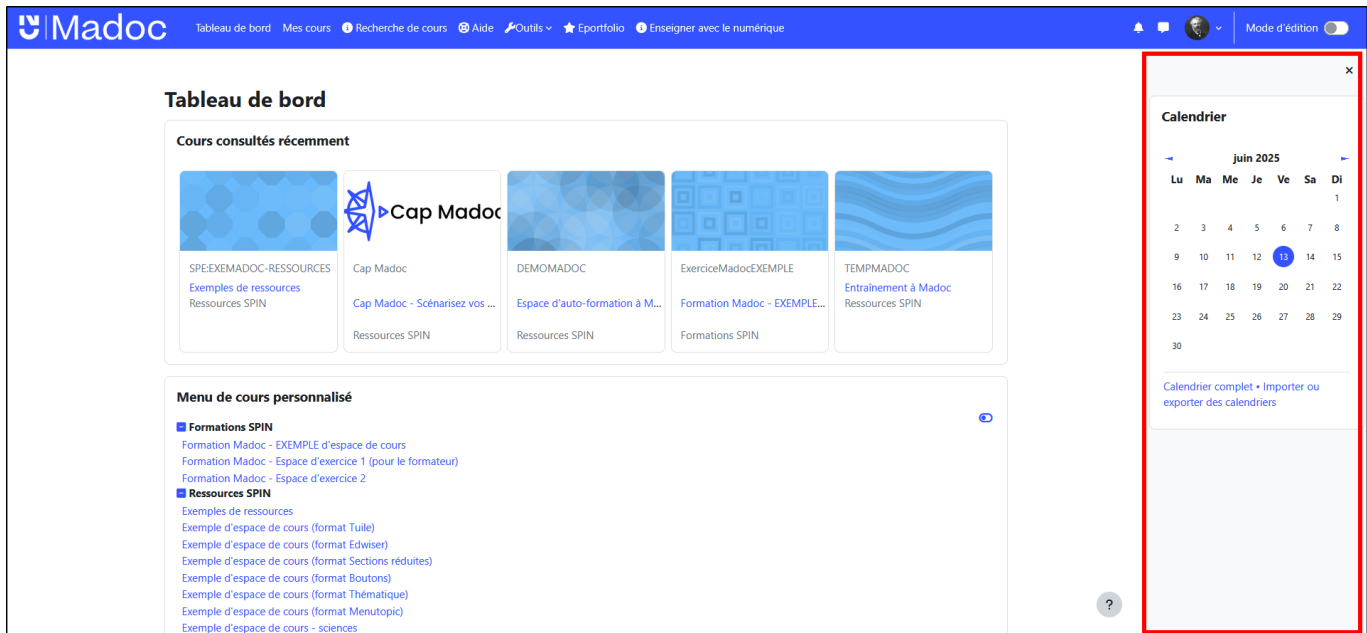 Madoc
Tableau de bord Mes cours Recherche de cours Aide Outils Eportfolio Enseigner avec le numérique
Mode d'édition
Tableau de bord
Cours consultés récemment
Cap Madoc
SPE:EXEMADOC-RESSOURCES
Exemples de ressources
Ressources SPIN
Cap Madoc
Cap Madoc - Scénarisez vos ...
Ressources SPIN
DEMOMADOC
Espace d'auto-formation à M...
Ressources SPIN
ExerciceMadocEXEMPLE
Formation Madoc - EXEMPLE...
Formations SPIN
TEMPMADOC
Entraînement à Madoc
Ressources SPIN
Menu de cours personnalisé
Formations SPIN
Formation Madoc - EXEMPLE d'espace de cours
Formation Madoc - Espace d'exercice 1 (pour le formateur)
Formation Madoc - Espace d'exercice 2
Ressources SPIN
Exemples de ressources
Exemple d'espace de cours (format Tuile)
Exemple d'espace de cours (format Edwiser)
Exemple d'espace de cours (format Sections réduites)
Exemple d'espace de cours (format Boutons)
Exemple d'espace de cours (format Thématique)
Exemple d'espace de cours (format Menutopic)
Exemple d'espace de cours - sciences
?
×
Calendrier
◄ juin 2025 ►
Lu Ma Me Je Ve Sa Di
1
2 3 4 5 6 7 8
9 10 11 12 13 14 15
16 17 18 19 20 21 22
23 24 25 26 27 28 29
30
Calendrier complet • Importer ou
exporter des calendriers